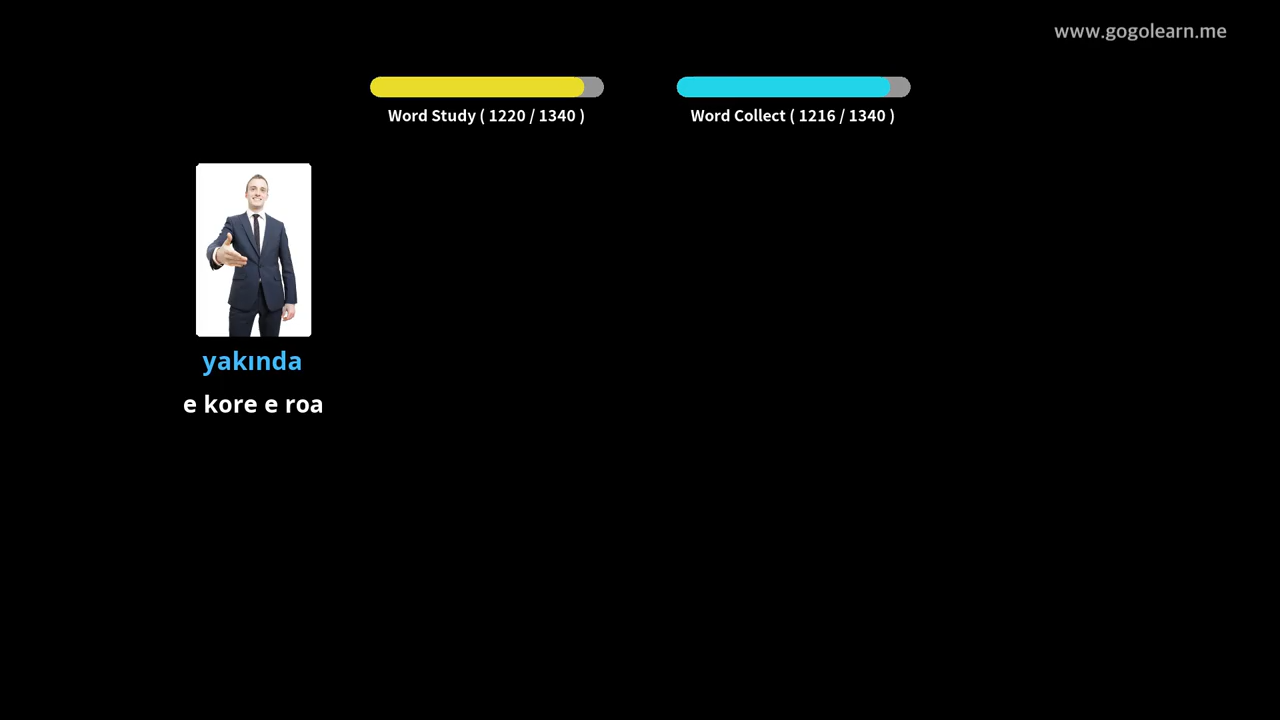 www.gogolearn.me
Word Study ( 1220 / 1340 )
Word Collect ( 1216 / 1340 )
yakında
e kore e roa